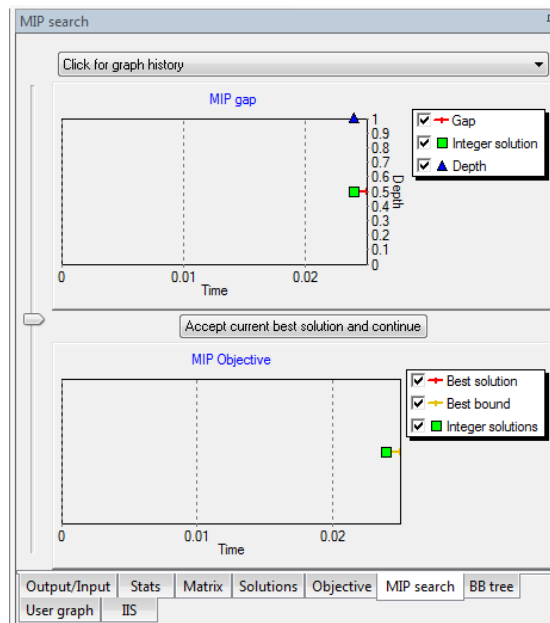 MIP search
Click for graph history
MIP gap
Gap
Integer solution
Depth
1
0.9
0.8
0.7
0.6
0.5
0.4
0.3
0.2
0.1
0
Depth
0 0.01 0.02
Time
Accept current best solution and continue
MIP Objective
Best solution
Best bound
Integer solutions
0 0.01 0.02
Time
Output/Input Stats Matrix Solutions Objective MIP search BB tree
User graph IIS